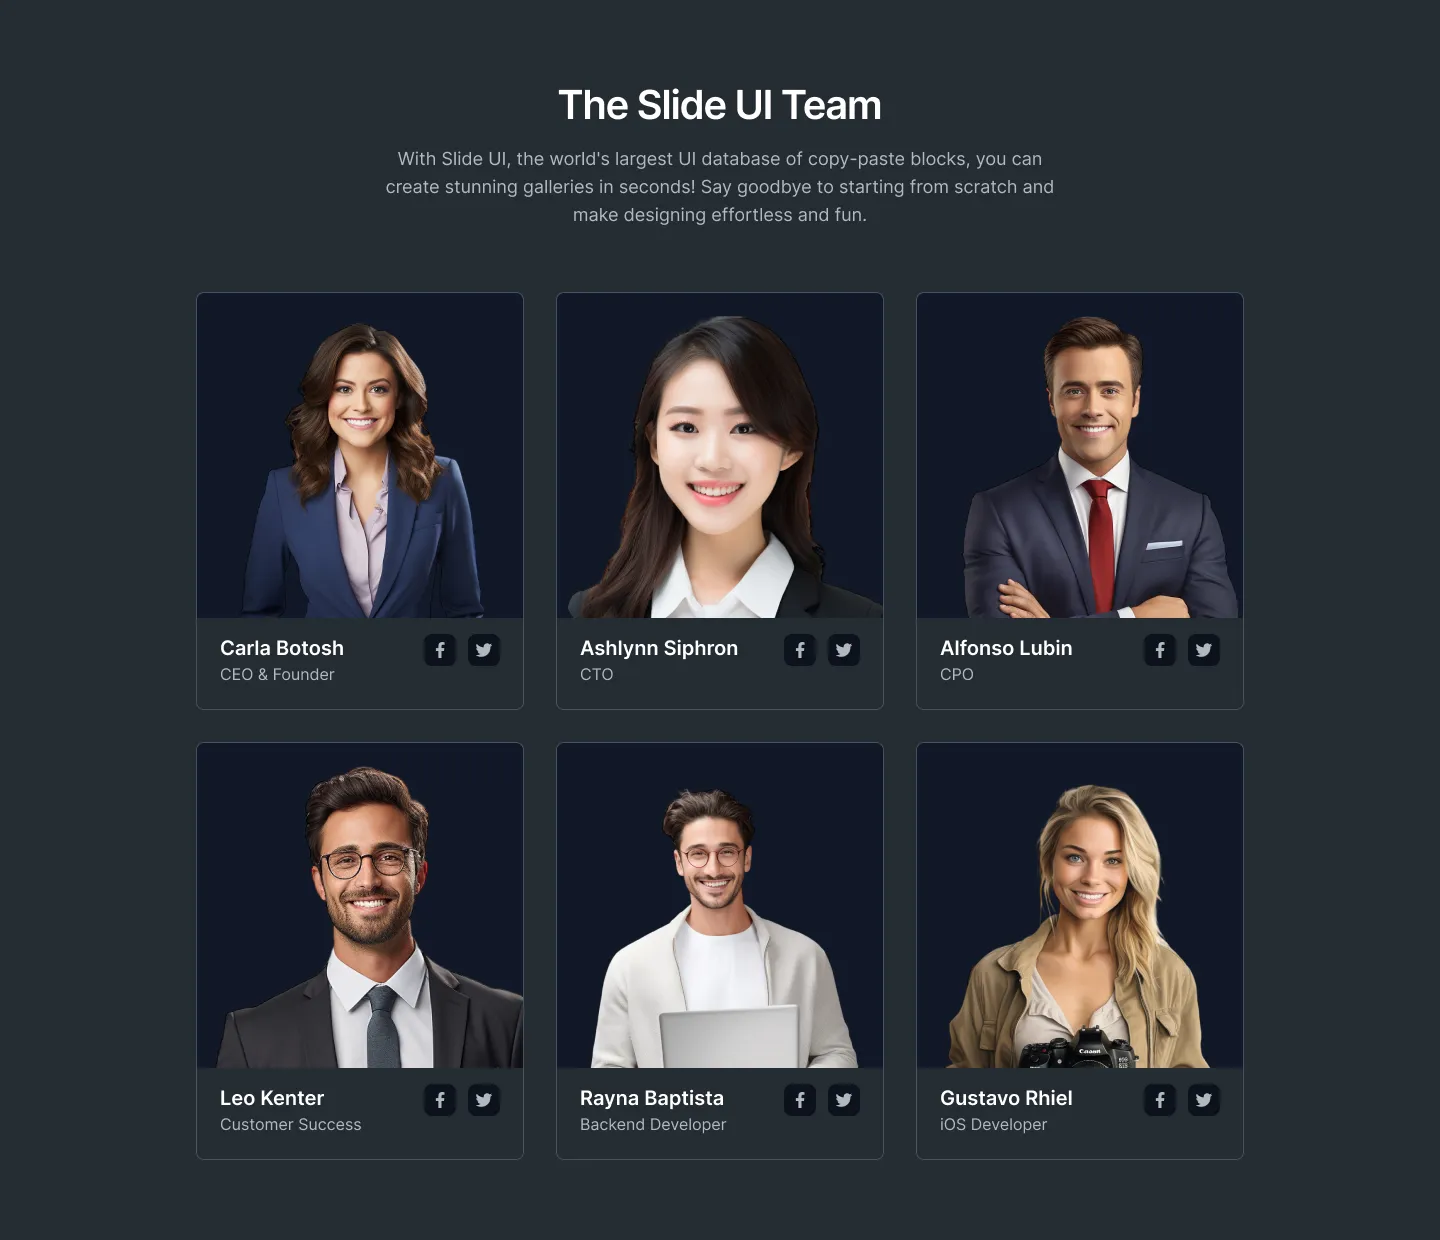 The Slide UI Team
With Slide UI, the world's largest UI database of copy-paste blocks, you can
create stunning galleries in seconds! Say goodbye to starting from scratch and
make designing effortless and fun.
Carla Botosh
CEO & Founder
Ashlynn Siphron
CTO
Alfonso Lubin
CPO
Canon
Leo Kenter
Customer Success
Rayna Baptista
Backend Developer
Gustavo Rhiel
iOS Developer